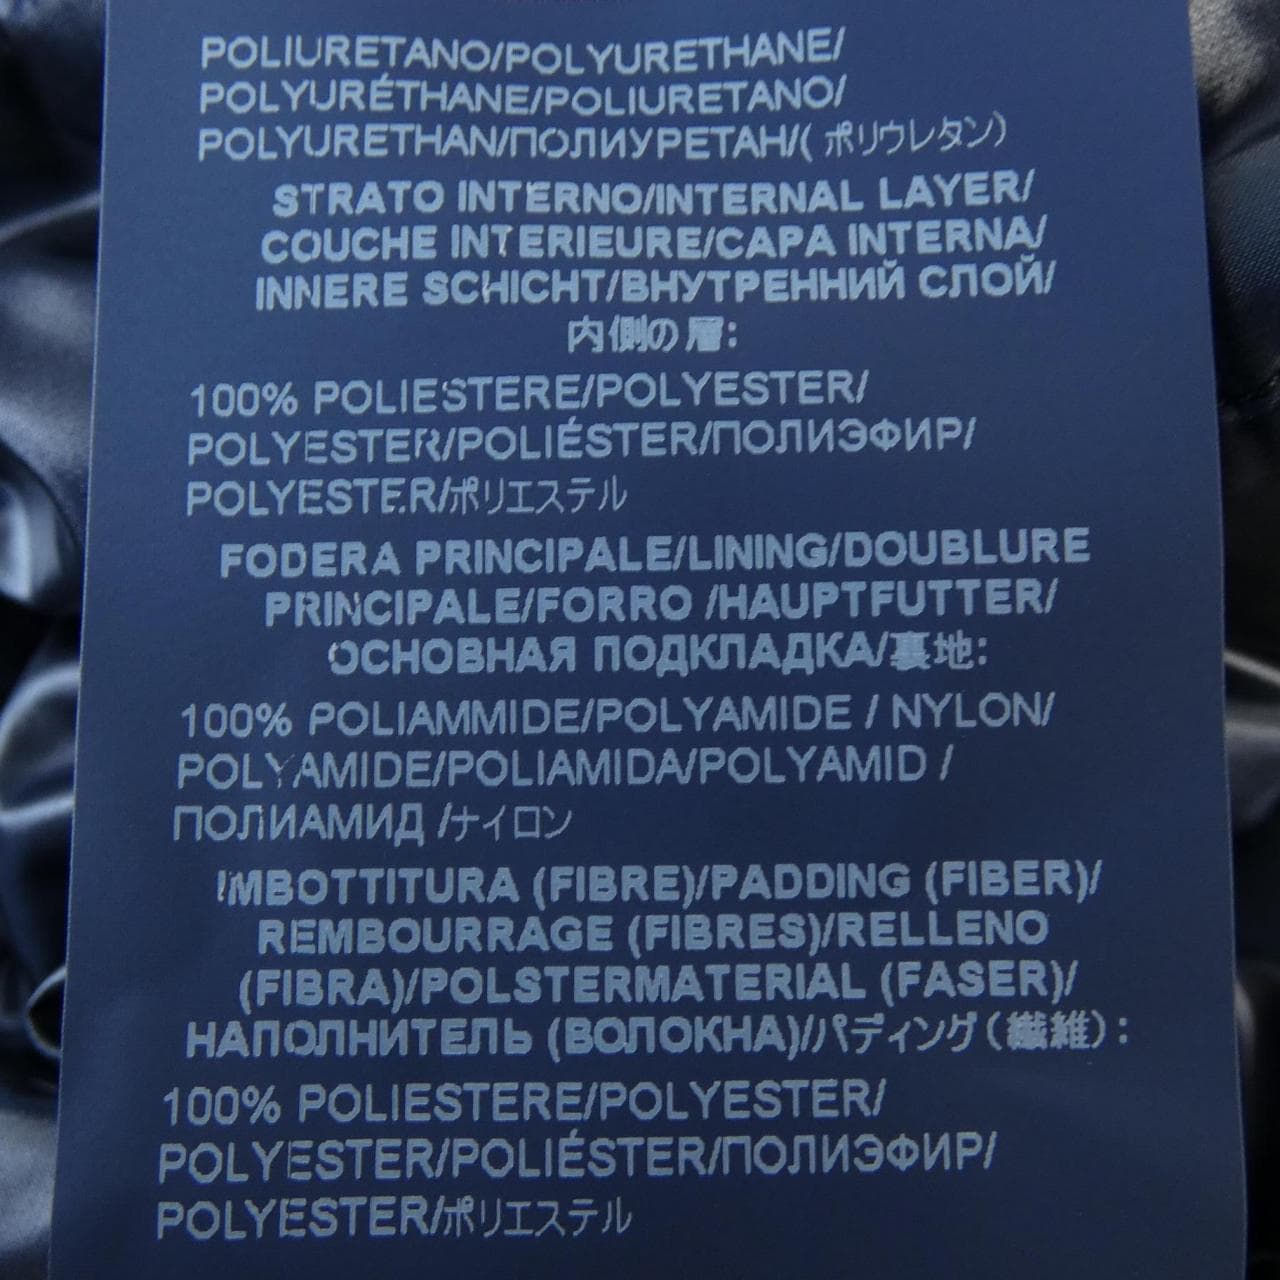 POLIURETANO/POLYURETHANE/
POLYURÉTHANE/POLIURETANO/
POLYURETHAN/ПОЛИУРЕТАН/( ポリウレタン)
STRATO INTERNO/INTERNAL LAYER/
COUCHE INTERIEURE/CAPA INTERNA/
INNERE SCHICHT/ВНУТРЕННИЙ СЛОЙ/
内側の層:
100% POLIESTERE/POLYESTER/
POLYESTER/POLIÉSTER/ПОЛИЭФИР/
POLYESTER/ポリエステル
FODERA PRINCIPALE/LINING/DOUBLURE
PRINCIPALE/FORRO /HAUPTFUTTER/
ОСНОВНАЯ ПОДКЛАДКА/裏地:
100% POLIAMMIDE/POLYAMIDE / NYLON/
POLYAMIDE/POLIAMIDA/POLYAMID /
ПОЛИАМИД /ナイロン
IMBOTTITURA (FIBRE)/PADDING (FIBER)/
REMBOURRAGE (FIBRES)/RELLENO
(FIBRA)/POLSTERMATERIAL (FASER)/
НАПОЛНИТЕЛЬ (ВОЛОКНА)/パディング(繊維):
100% POLIESTERE/POLYESTER/
POLYESTER/POLIÉSTER/ПОЛИЭФИР/
POLYESTER/ポリエステル